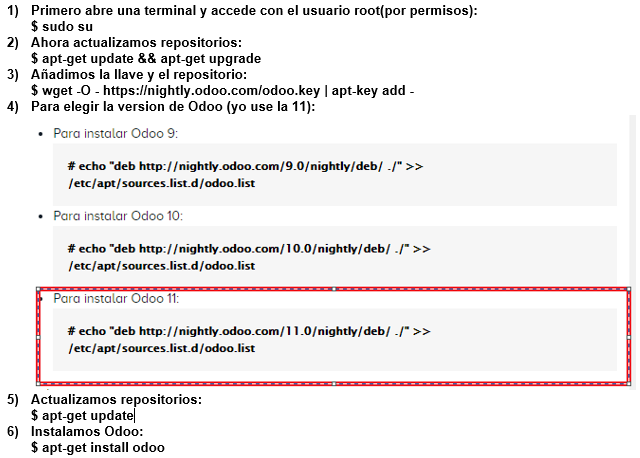 1) Primero abre una terminal y accede con el usuario root(por permisos):
$ sudo su
2) Ahora actualizamos repositorios:
$ apt-get update && apt-get upgrade
3) Añadimos la llave y el repositorio:
$ wget -O - https://nightly.odoo.com/odoo.key | apt-key add -
4) Para elegir la version de Odoo (yo use la 11):
• Para instalar Odoo 9:
# echo "deb http://nightly.odoo.com/9.0/nightly/deb/ ./" >>
/etc/apt/sources.list.d/odoo.list
• Para instalar Odoo 10:
# echo "deb http://nightly.odoo.com/10.0/nightly/deb/ ./" >>
/etc/apt/sources.list.d/odoo.list
• Para instalar Odoo 11:
# echo "deb http://nightly.odoo.com/11.0/nightly/deb/ ./" >>
/etc/apt/sources.list.d/odoo.list
5) Actualizamos repositorios:
$ apt-get update
6) Instalamos Odoo:
$ apt-get install odoo